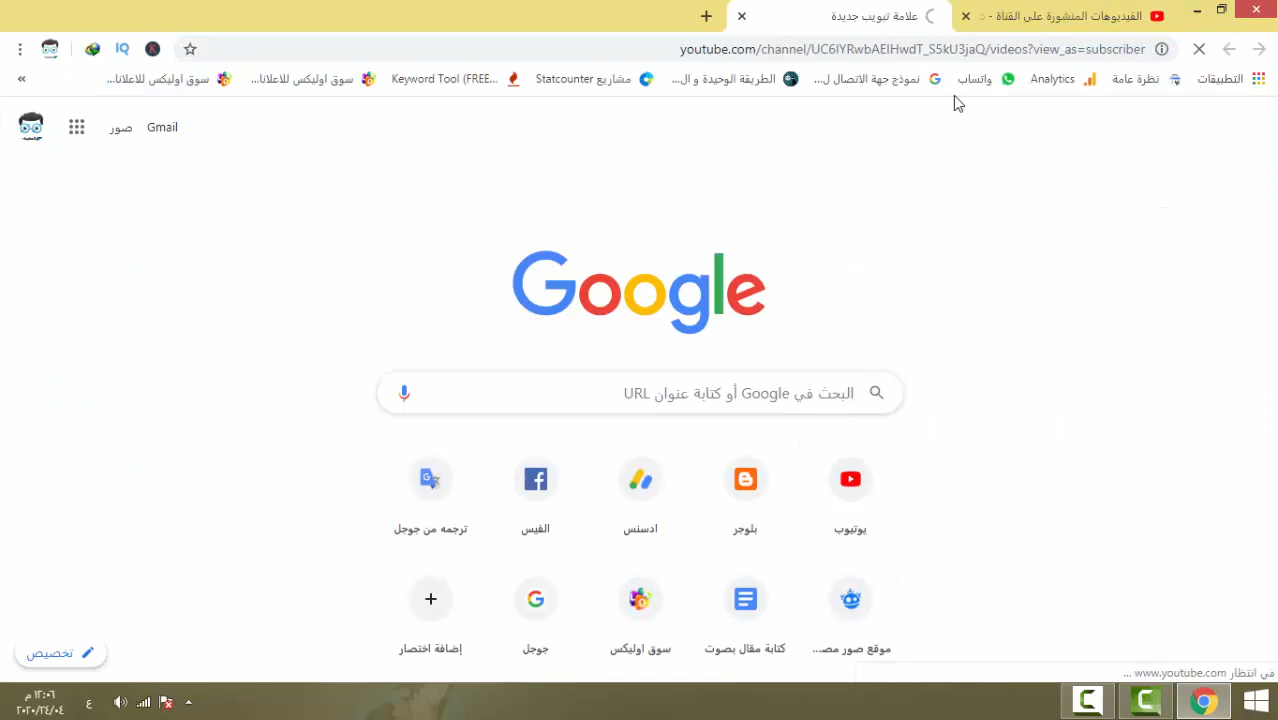 الفيديوهات المنشورة على القناة -
علامة تبويب جديدة
youtube.com/channel/UC6IYRwbAEIHwdT_S5kU3jaQ/videos?view_as=subscriber
التطبيقات
نظرة عامة
Analytics
واتساب
نموذج جهة الاتصال ل...
الطريقة الوحيدة و ال...
مشاريع Statcounter
Keyword Tool (FREE...
سوق اوليكس للاعلانا...
سوق اوليكس للاعلانا...
صور Gmail
Google
البحث في Google أو كتابة عنوان URL
يوتيوب
بلوجر
ادسنس
الفيس
ترجمه من جوجل
موقع صور مص...
كتابة مقال بصوت
سوق اوليكس
جوجل
إضافة اختصار
تخصيص
في انتظار www.youtube.com ...
ع
١٢:٠٦ م
٢٠٢٠/٢٤/٠٤